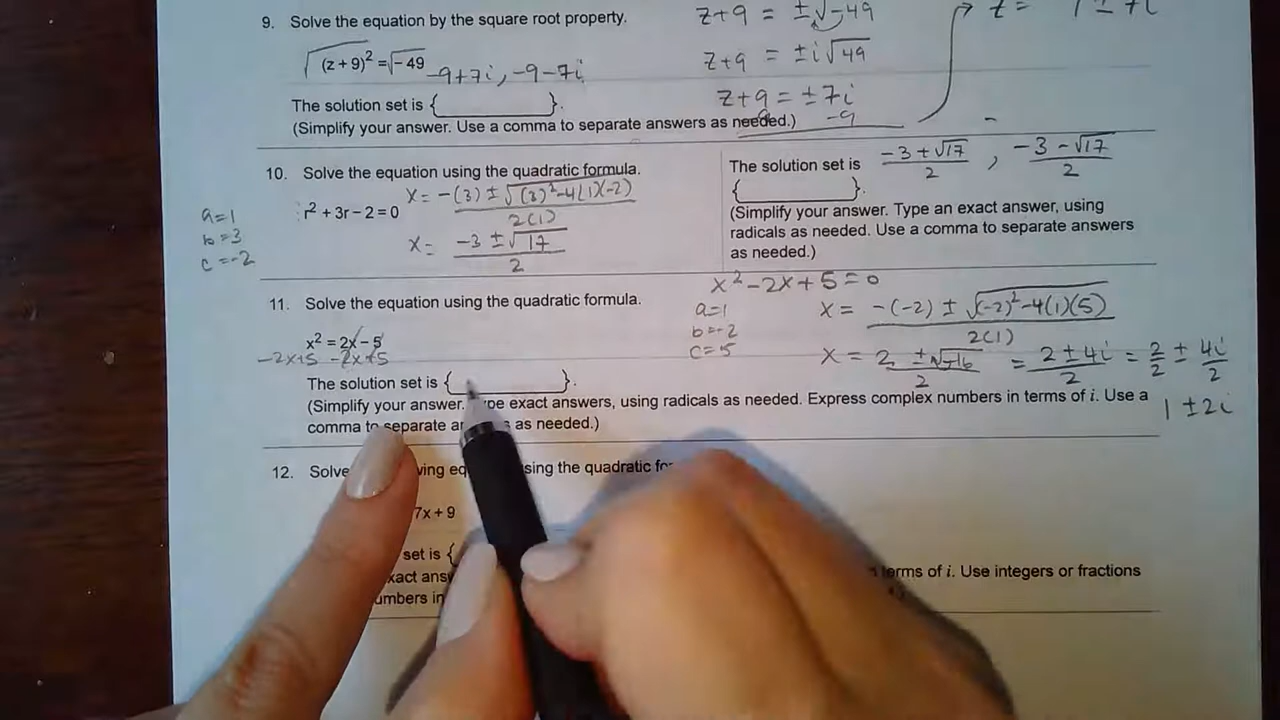 9. Solve the equation by the square root property.
z+9 = ±√-49
√(z + 9)² = √-49
-9+7i, -9-7i
z+9 = ±i√49
z+9 = ±7i
-9 -9
The solution set is { }.
(Simplify your answer. Use a comma to separate answers as needed.)
10. Solve the equation using the quadratic formula.
r² + 3r - 2 = 0
x = -(3) ± √(3)²-4(1)(-2) / 2(1)
a=1
b=3
c=-2
x = -3 ± √17 / 2
The solution set is
-3+√17 / 2 , -3-√17 / 2
{ }.
(Simplify your answer. Type an exact answer, using
radicals as needed. Use a comma to separate answers
as needed.)
11. Solve the equation using the quadratic formula.
x² = 2x - 5
-2x+5 -2x+5
x²-2x+5=0
a=1
b=-2
c=5
x = -(-2) ± √(-2)²-4(1)(5) / 2(1)
x = 2 ± √-16 / 2 = 2±4i / 2 = 2/2 ± 4i/2
1 ±2i
The solution set is { }.
(Simplify your answer. Type exact answers, using radicals as needed. Express complex numbers in terms of i. Use a
comma to separate as needed.)
12. Solve using the quadratic
7x + 9
set is {
terms of i. Use integers or fractions